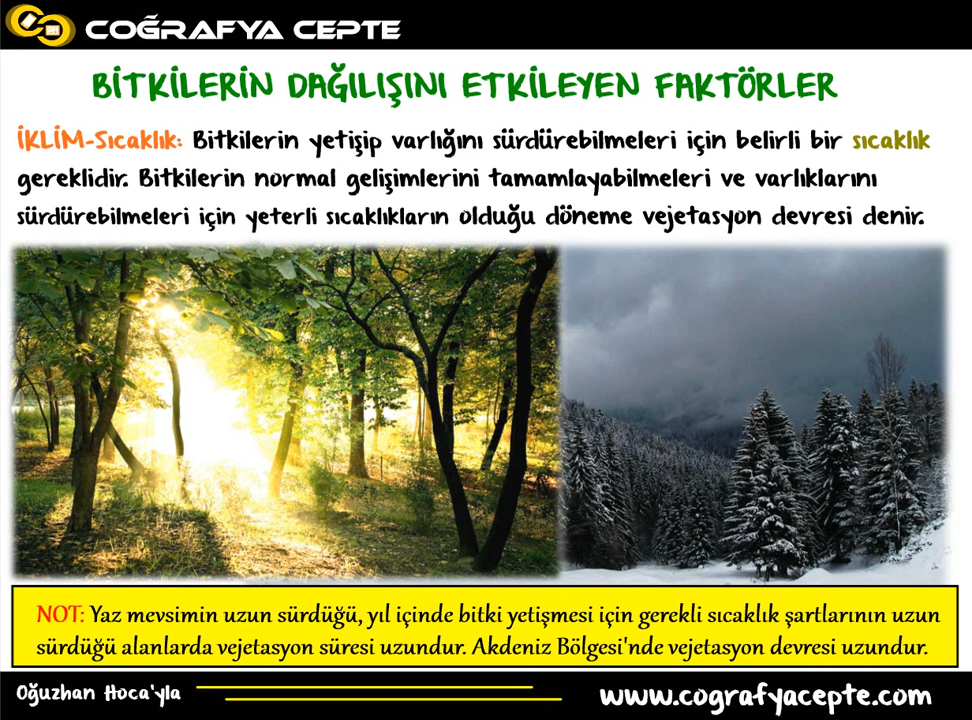 COĞRAFYA CEPTE
BİTKİLERİN DAĞILIŞINI ETKİLEYEN FAKTÖRLER
İKLİM-Sıcaklık: Bitkilerin yetişip varlığını sürdürebilmeleri için belirli bir sıcaklık
gereklidir. Bitkilerin normal gelişimlerini tamamlayabilmeleri ve varlıklarını
sürdürebilmeleri için yeterli sıcaklıkların olduğu döneme vejetasyon devresi denir.
NOT: Yaz mevsimin uzun sürdüğü, yıl içinde bitki yetişmesi için gerekli sıcaklık şartlarının uzun
sürdüğü alanlarda vejetasyon süresi uzundur. Akdeniz Bölgesi'nde vejetasyon devresi uzundur.
Oğuzhan Hoca'yla
www.cografyacepte.com